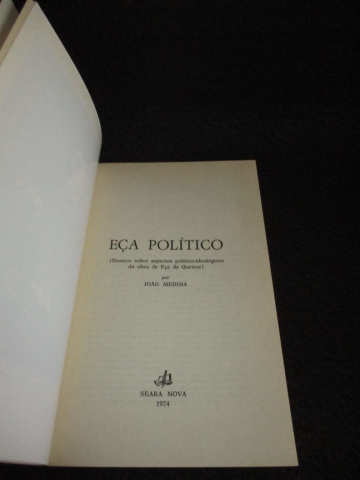 EÇA POLÍTICO
(Ensaios sobre aspectos político-ideológicos
da obra de Eça de Queiroz)
por
JOÃO MEDINA
SEARA NOVA
1974